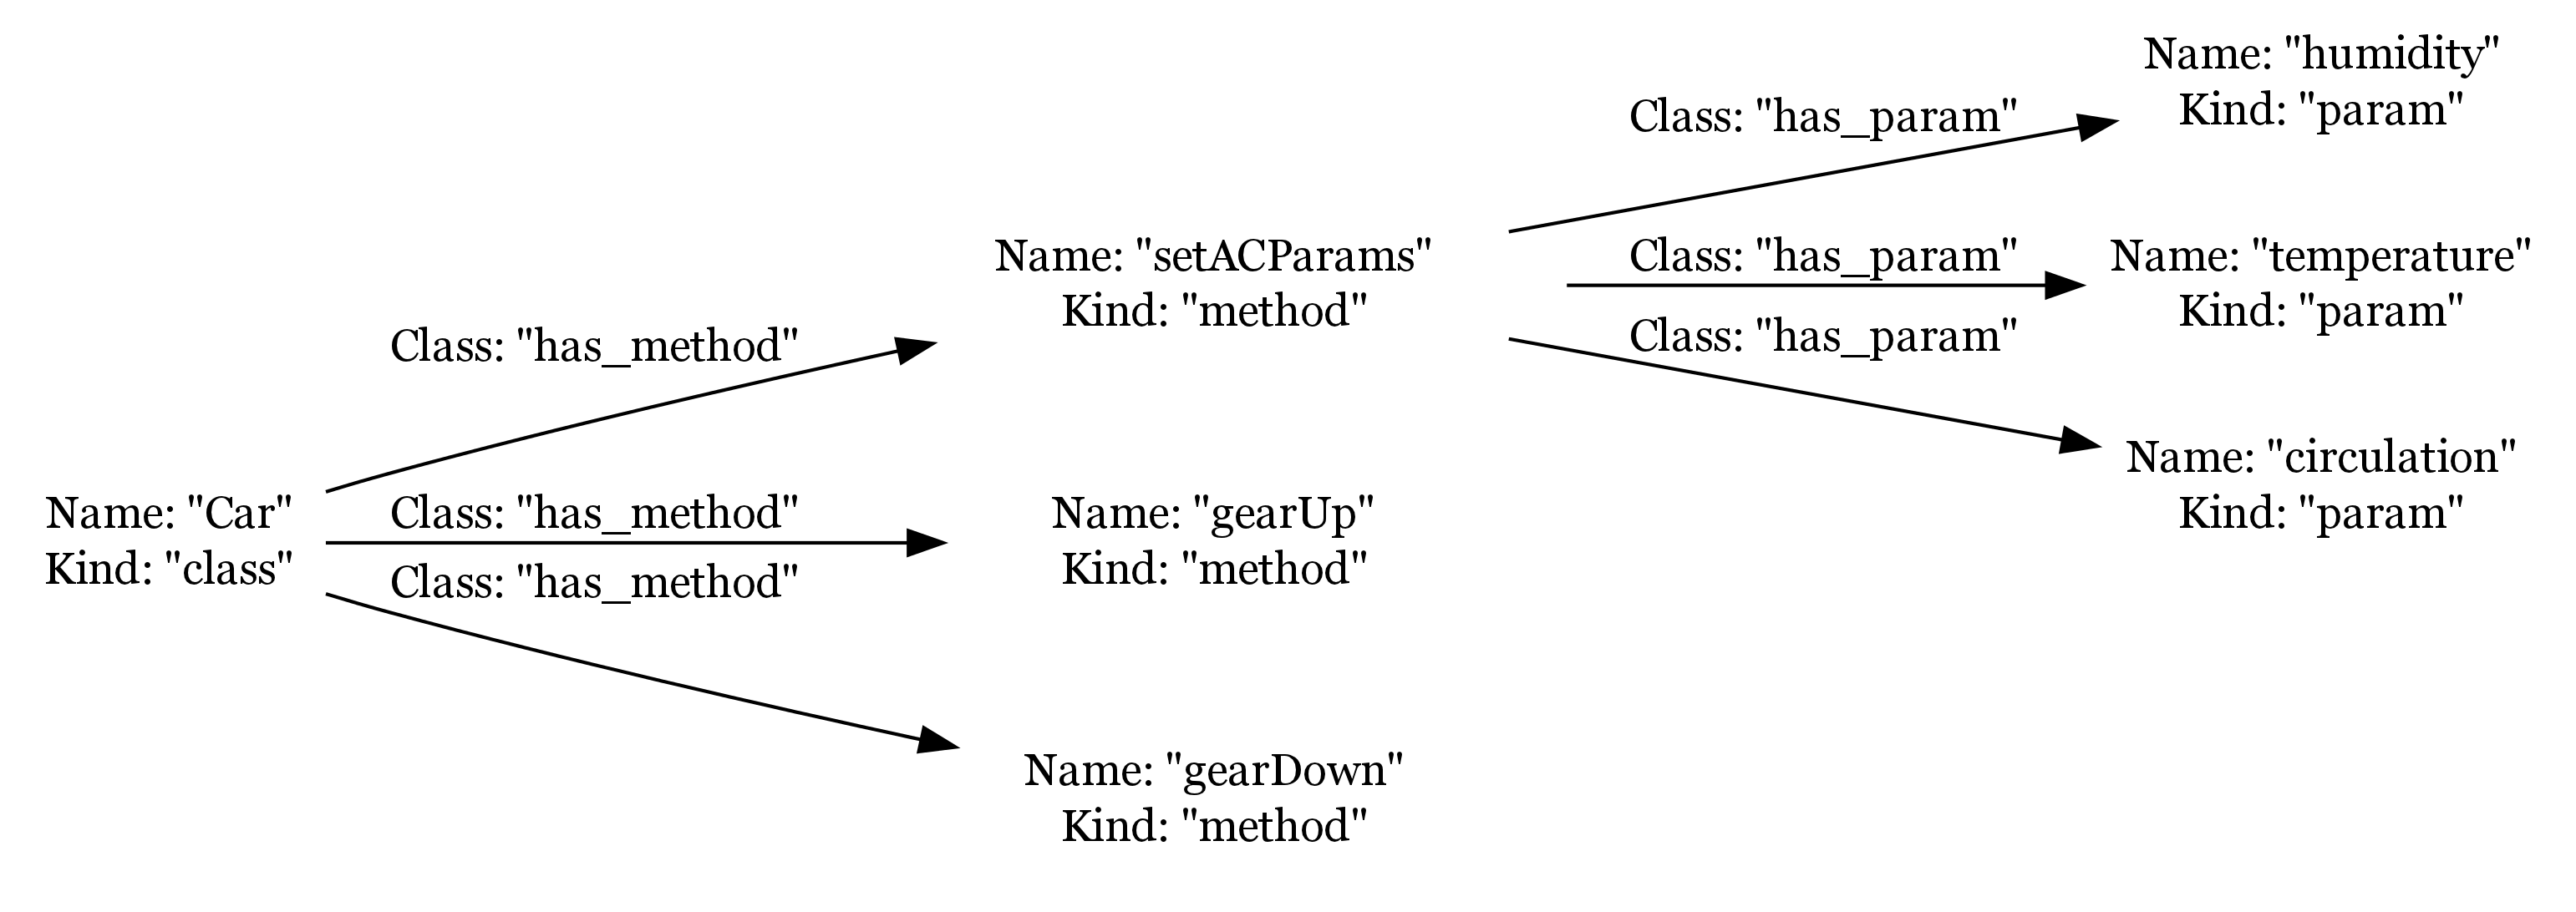 Name: "Car"
Kind: "class"
Class: "has_method"
Class: "has_method"
Class: "has_method"
Name: "setACParams"
Kind: "method"
Name: "gearUp"
Kind: "method"
Name: "gearDown"
Kind: "method"
Class: "has_param"
Class: "has_param"
Class: "has_param"
Name: "humidity"
Kind: "param"
Name: "temperature"
Kind: "param"
Name: "circulation"
Kind: "param"